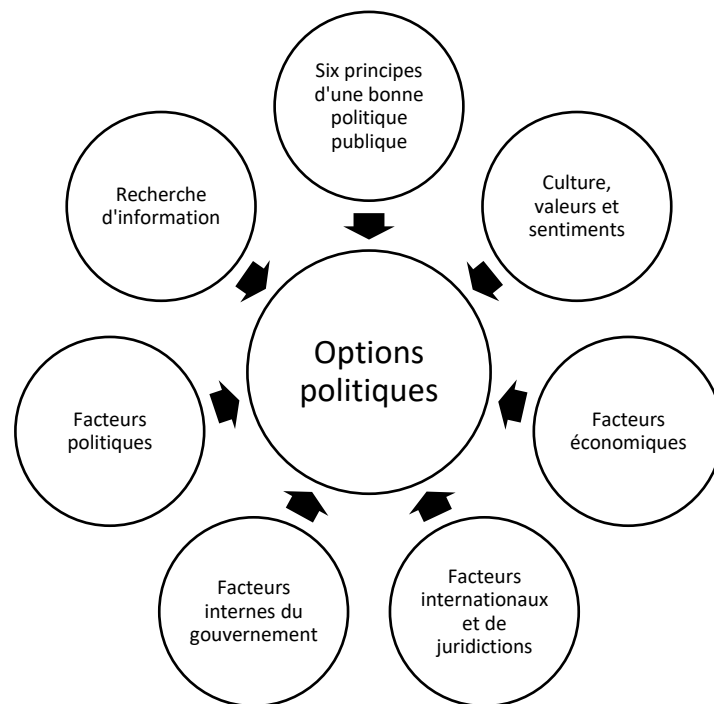 Six principes
d'une bonne
politique
publique
Culture,
valeurs et
sentiments
Facteurs
économiques
Facteurs
internationaux
et de
juridictions
Facteurs
internes du
gouvernement
Facteurs
politiques
Recherche
d'information
Options
politiques